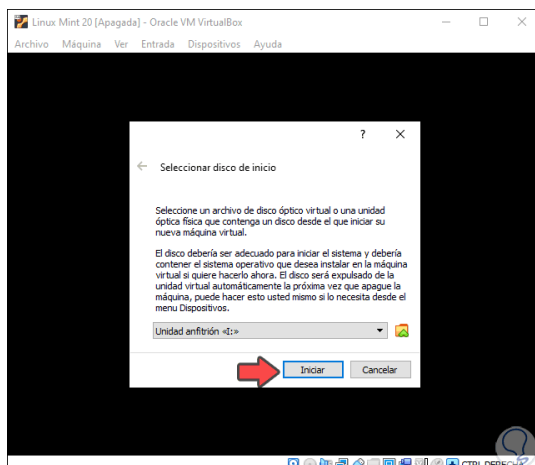 Linux Mint 20 [Apagada] - Oracle VM VirtualBox
Archivo Máquina Ver Entrada Dispositivos Ayuda
?
Seleccionar disco de inicio
Seleccione un archivo de disco óptico virtual o una unidad
óptica física que contenga un disco desde el que iniciar su
nueva máquina virtual.
El disco debería ser adecuado para iniciar el sistema y debería
contener el sistema operativo que desea instalar en la máquina
virtual si quiere hacerlo ahora. El disco será expulsado de la
unidad virtual automáticamente la próxima vez que apague la
máquina, puede hacer esto usted mismo si lo necesita desde el
menu Dispositivos.
Unidad anfitrión «I:»
Iniciar Cancelar
CTRL DERECHA